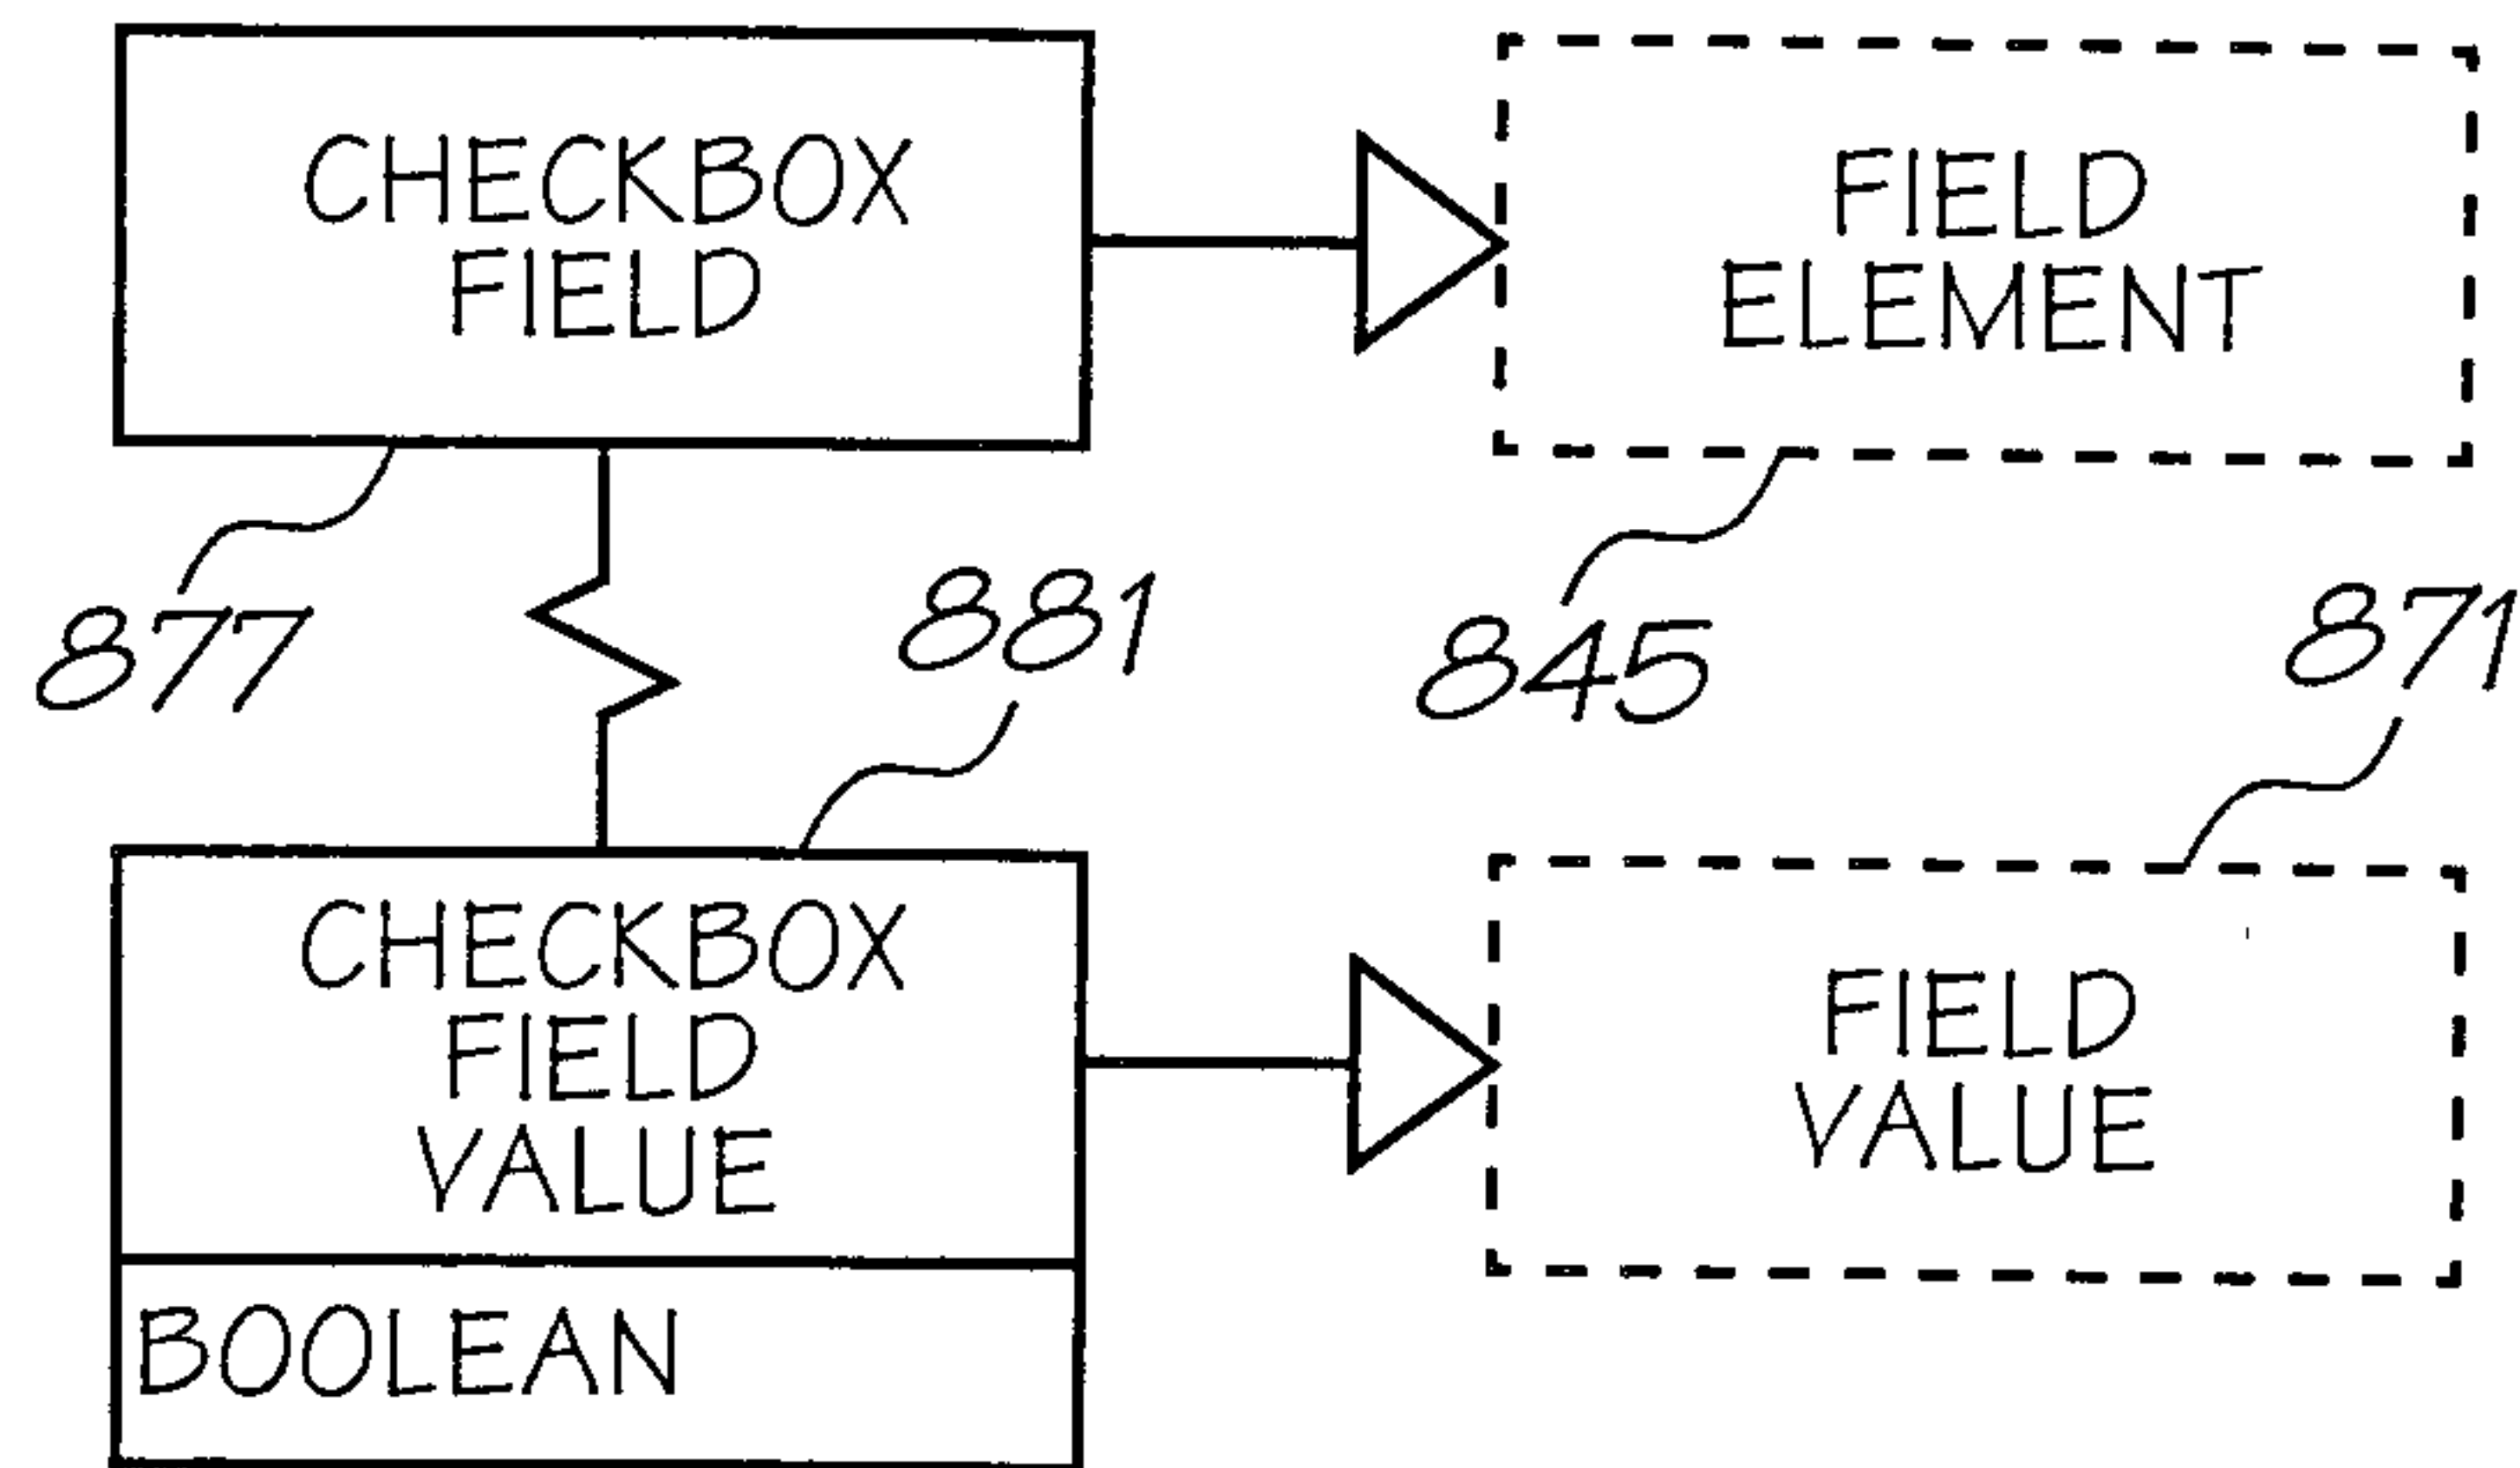 CHECKBOX
FIELD
FIELD
ELEMENT
877
881
845
871
CHECKBOX
FIELD
VALUE
FIELD
VALUE
BOOLEAN